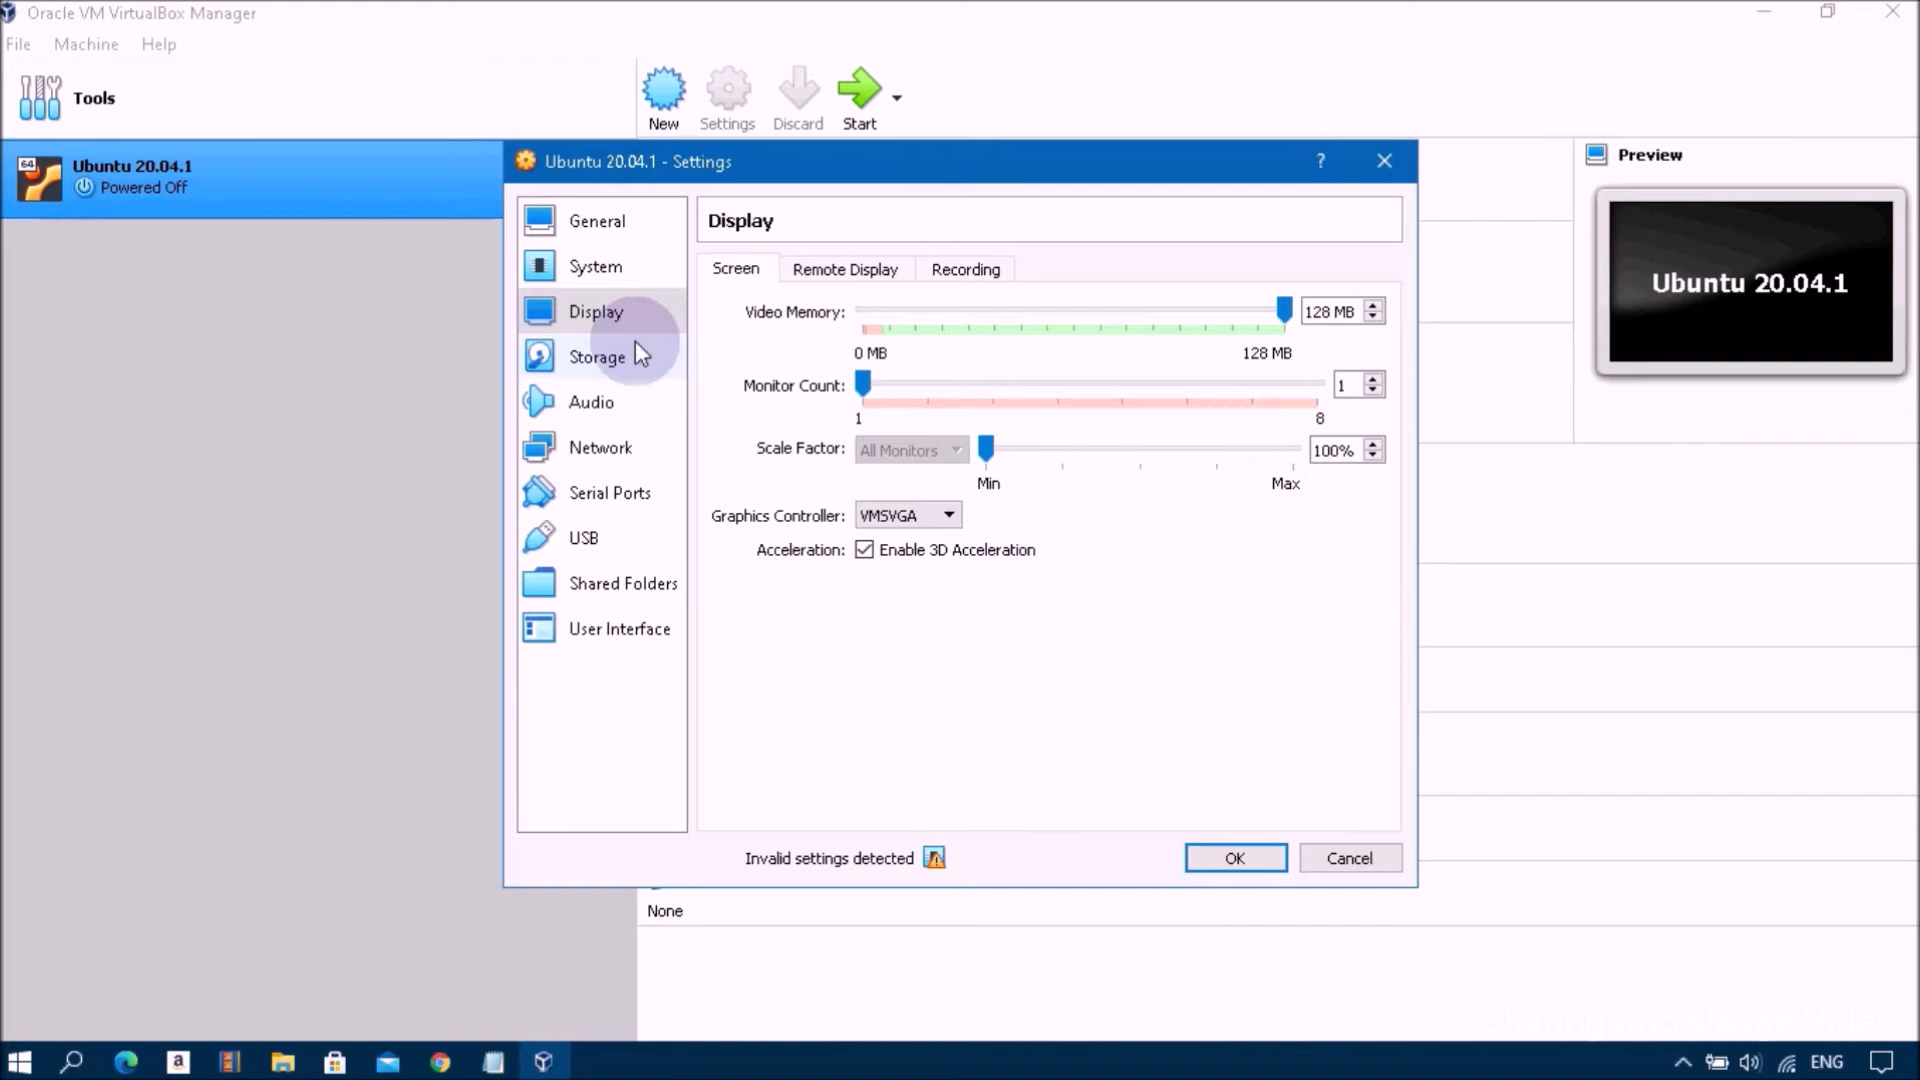 Oracle VM VirtualBox Manager
File Machine Help
Tools
New Settings Discard Start
64
Ubuntu 20.04.1
Powered Off
Ubuntu 20.04.1 - Settings
?
Preview
Ubuntu 20.04.1
General
System
Display
Storage
Audio
Network
Serial Ports
USB
Shared Folders
User Interface
Display
Screen Remote Display Recording
Video Memory: 128 MB
0 MB 128 MB
Monitor Count: 1
1 8
Scale Factor: All Monitors 100%
Min Max
Graphics Controller: VMSVGA
Acceleration: Enable 3D Acceleration
Invalid settings detected
OK Cancel
None
a
ENG